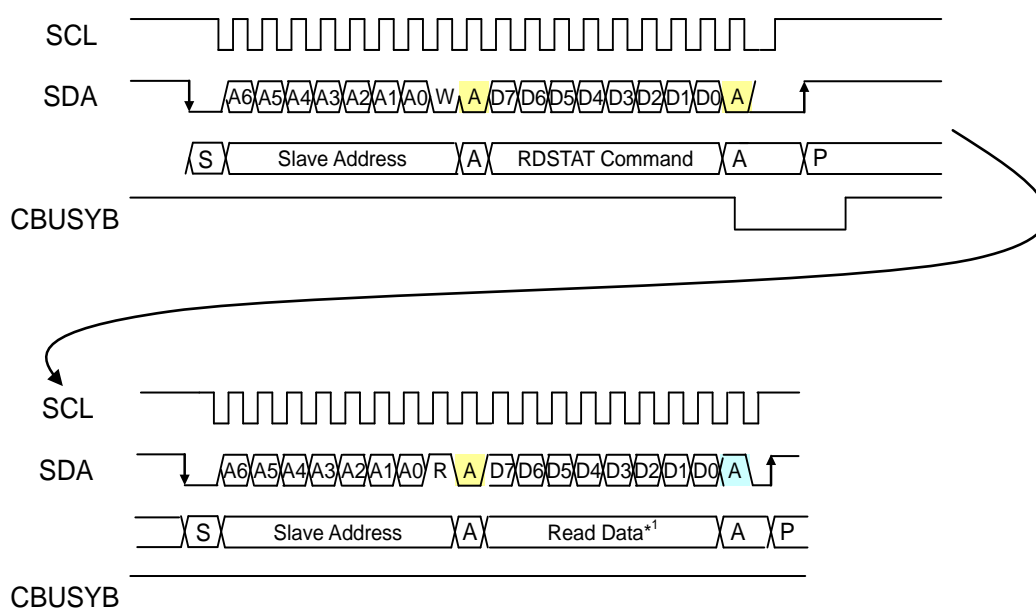 SCL
SDA A6 A5 A4 A3 A2 A1 A0 W A D7 D6 D5 D4 D3 D2 D1 D0 A
S Slave Address A RDSTAT Command A P
CBUSYB
SCL
SDA A6 A5 A4 A3 A2 A1 A0 R A D7 D6 D5 D4 D3 D2 D1 D0 A
S Slave Address A Read Data*1 A P
CBUSYB